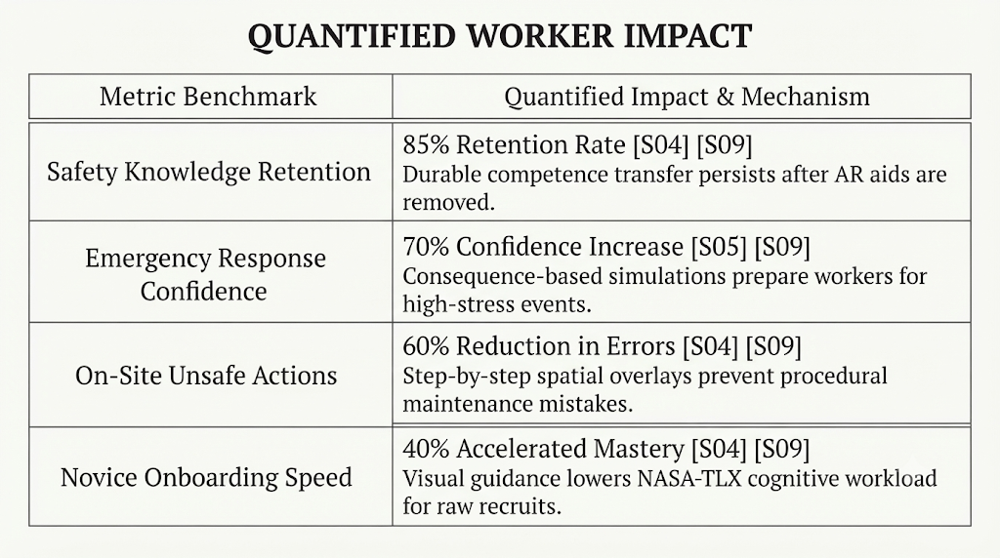 QUANTIFIED WORKER IMPACT
Metric Benchmark
Quantified Impact & Mechanism
Safety Knowledge Retention
85% Retention Rate [S04] [S09]
Durable competence transfer persists after AR aids are
removed.
Emergency Response
Confidence
70% Confidence Increase [S05] [S09]
Consequence-based simulations prepare workers for
high-stress events.
On-Site Unsafe Actions
60% Reduction in Errors [S04] [S09]
Step-by-step spatial overlays prevent procedural
maintenance mistakes.
Novice Onboarding Speed
40% Accelerated Mastery [S04] [S09]
Visual guidance lowers NASA-TLX cognitive workload
for raw recruits.